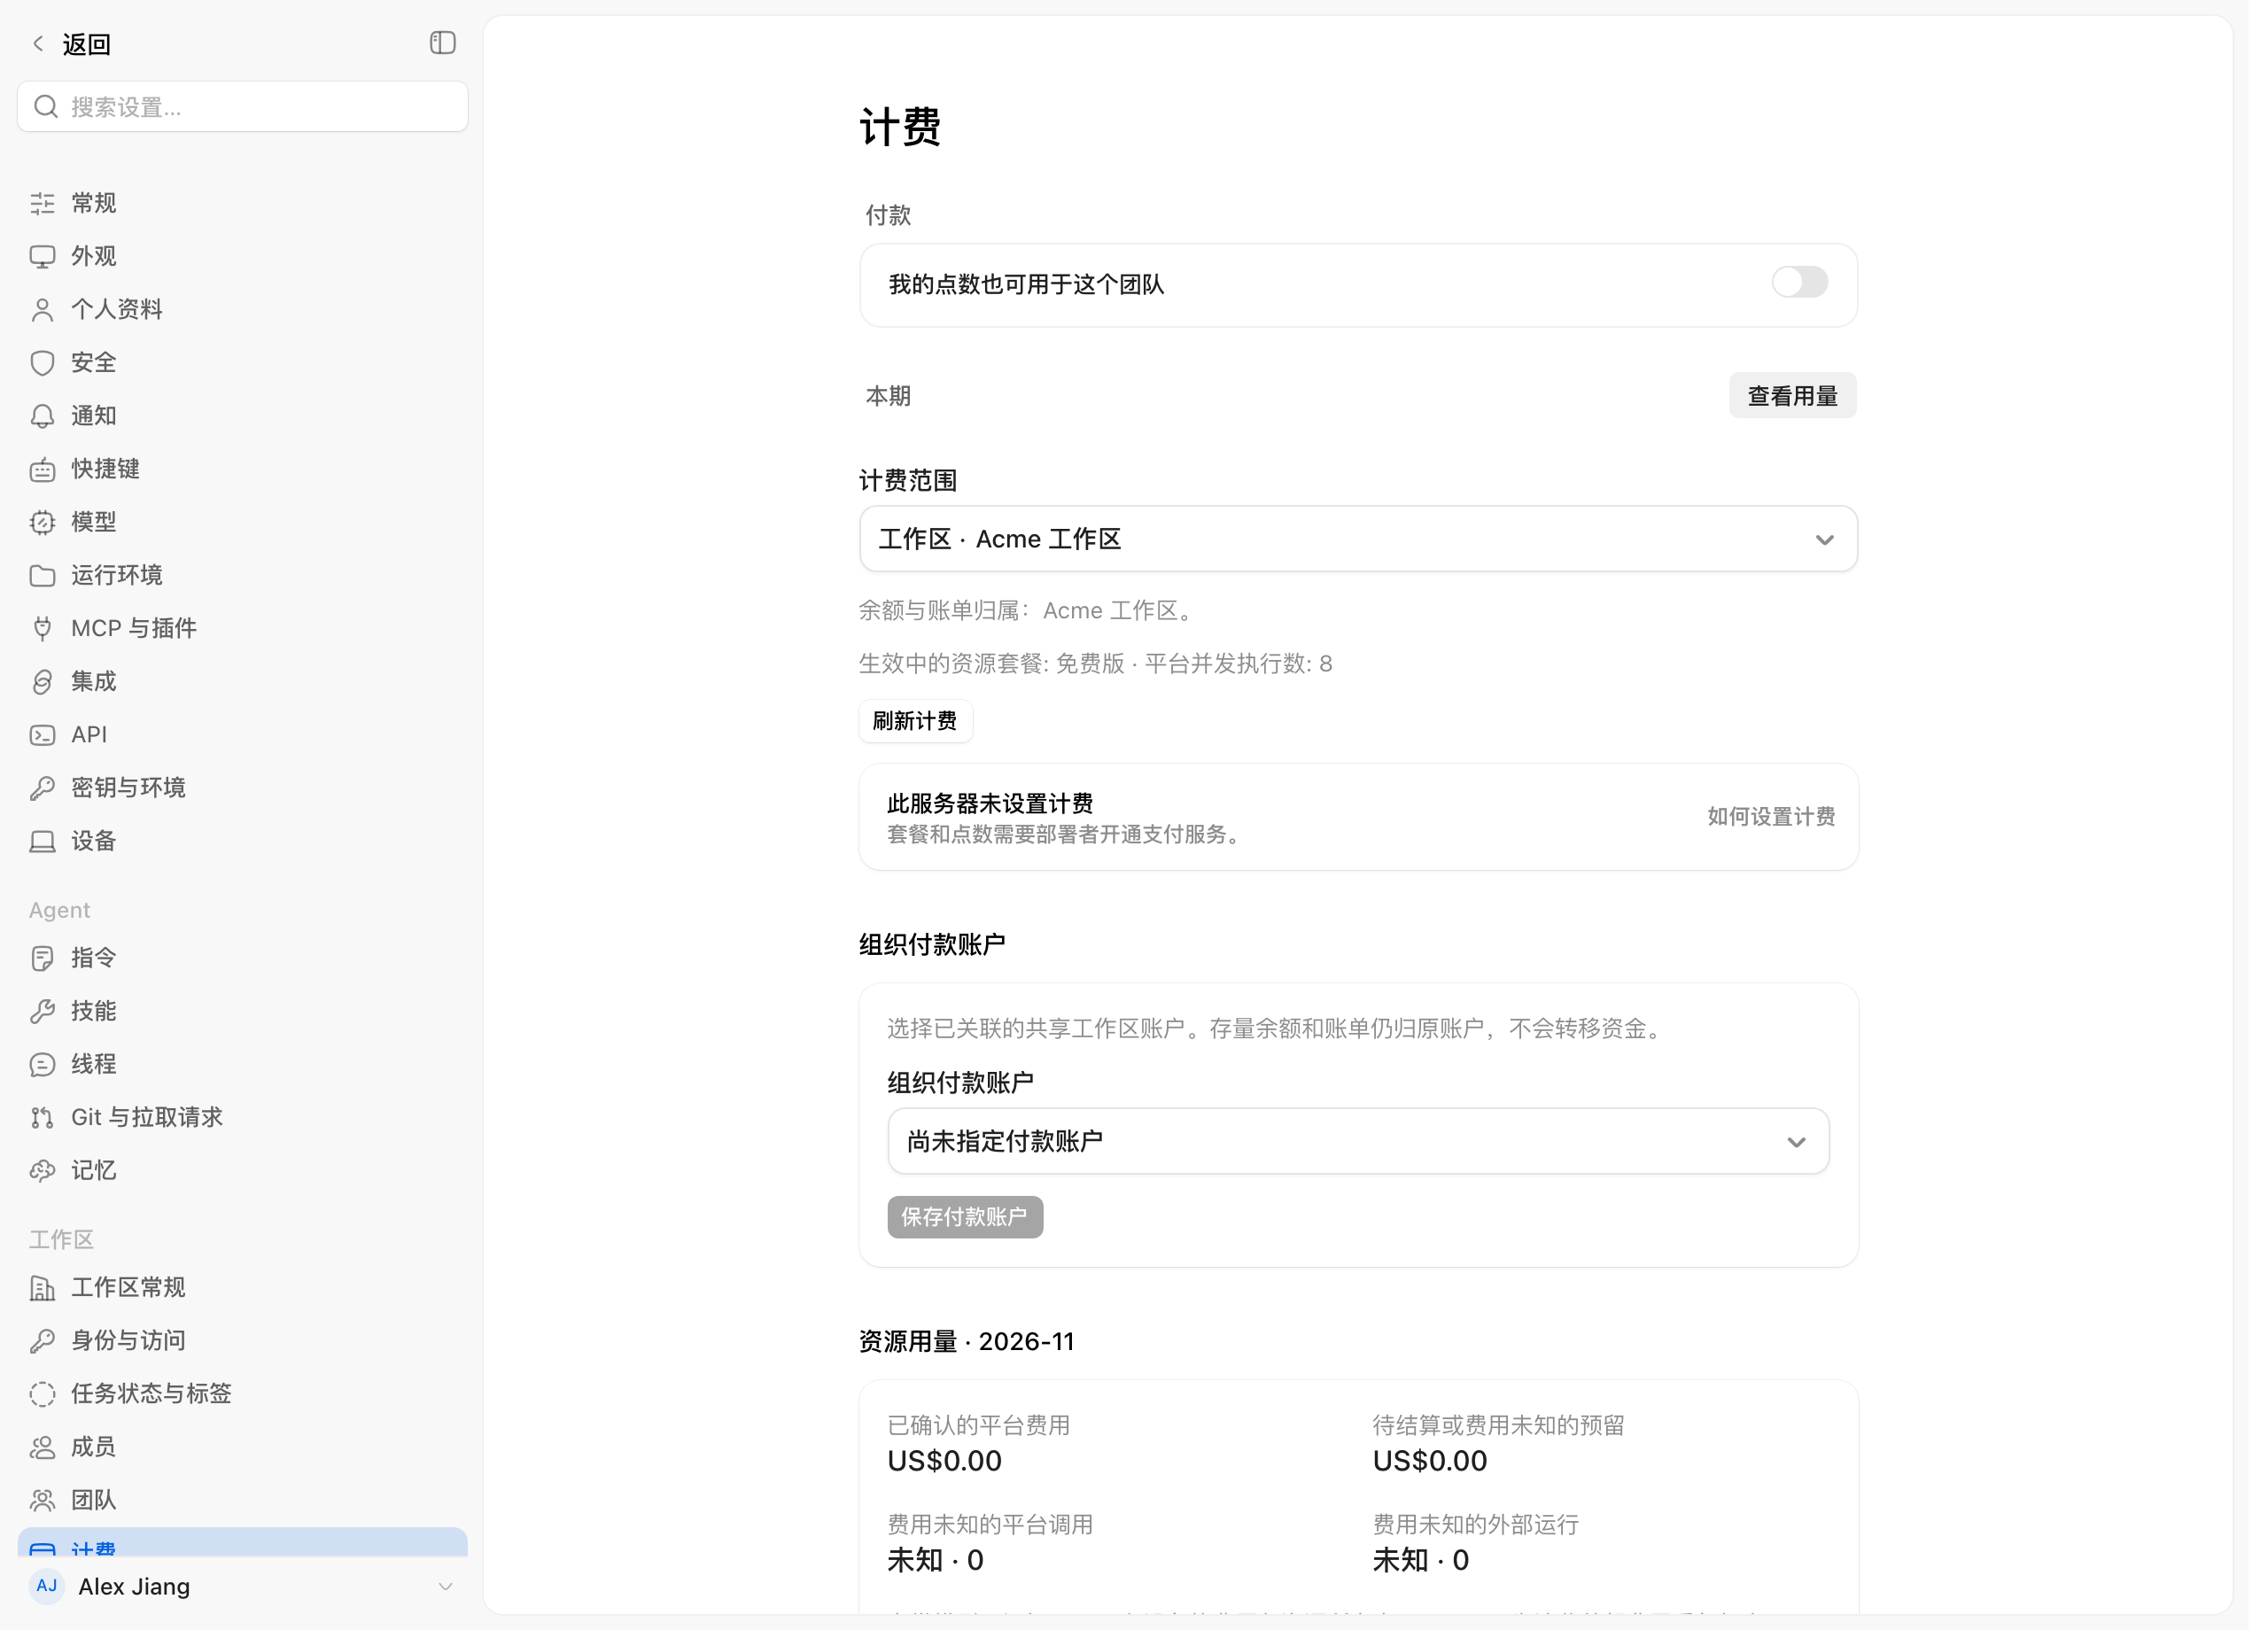 返回
搜索设置...
常规
外观
个人资料
安全
通知
快捷键
模型
运行环境
MCP 与插件
集成
API
密钥与环境
设备
Agent
指令
技能
线程
Git 与拉取请求
记忆
工作区
工作区常规
身份与访问
任务状态与标签
成员
团队
计费
AJ Alex Jiang
计费
付款
我的点数也可用于这个团队
本期
查看用量
计费范围
工作区 · Acme 工作区
余额与账单归属：Acme 工作区。
生效中的资源套餐: 免费版 · 平台并发执行数: 8
刷新计费
此服务器未设置计费
套餐和点数需要部署者开通支付服务。
如何设置计费
组织付款账户
选择已关联的共享工作区账户。存量余额和账单仍归原账户，不会转移资金。
组织付款账户
尚未指定付款账户
保存付款账户
资源用量 · 2026-11
已确认的平台费用
US$0.00
待结算或费用未知的预留
US$0.00
费用未知的平台调用
未知 · 0
费用未知的外部运行
未知 · 0